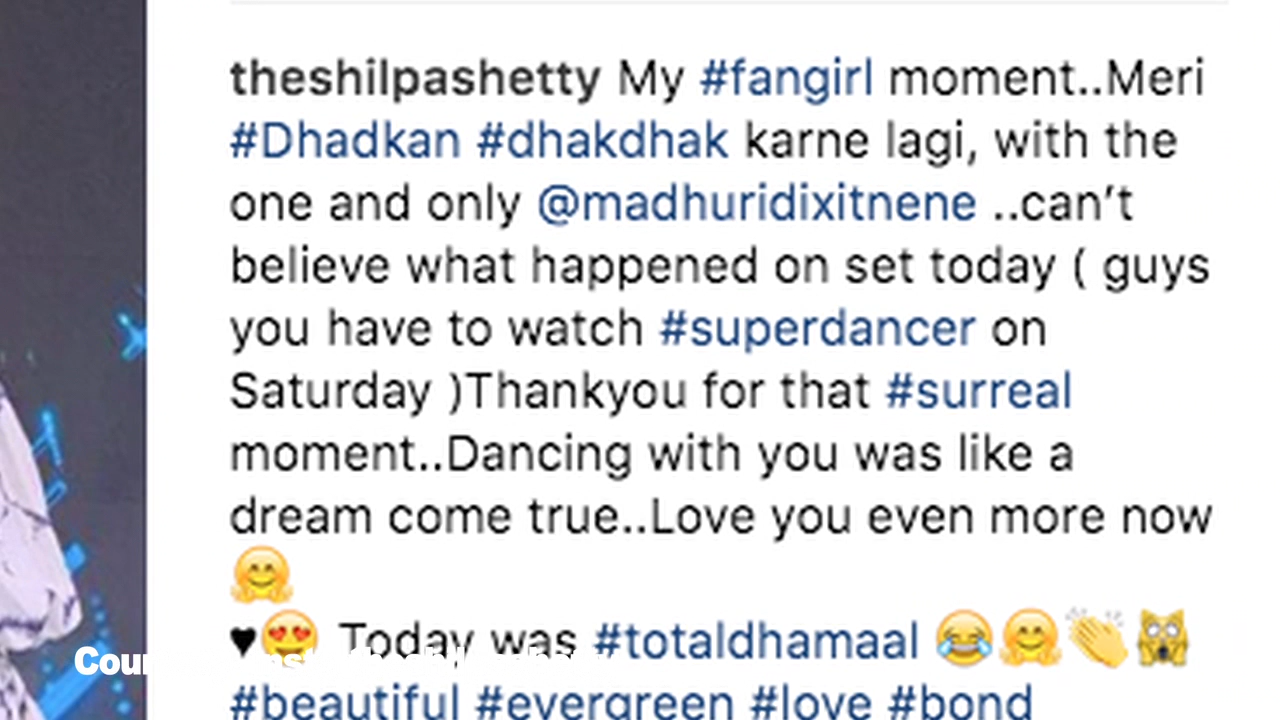 theshilpashetty My #fangirl moment..Meri
#Dhadkan #dhakdhak karne lagi, with the
one and only @madhuridixitnene ..can’t
believe what happened on set today ( guys
you have to watch #superdancer on
Saturday )Thankyou for that #surreal
moment..Dancing with you was like a
dream come true..Love you even more now
🤗
♥😍 Today was #totaldhamaal 😂🤗👏🙀
#beautiful #evergreen #love #bond